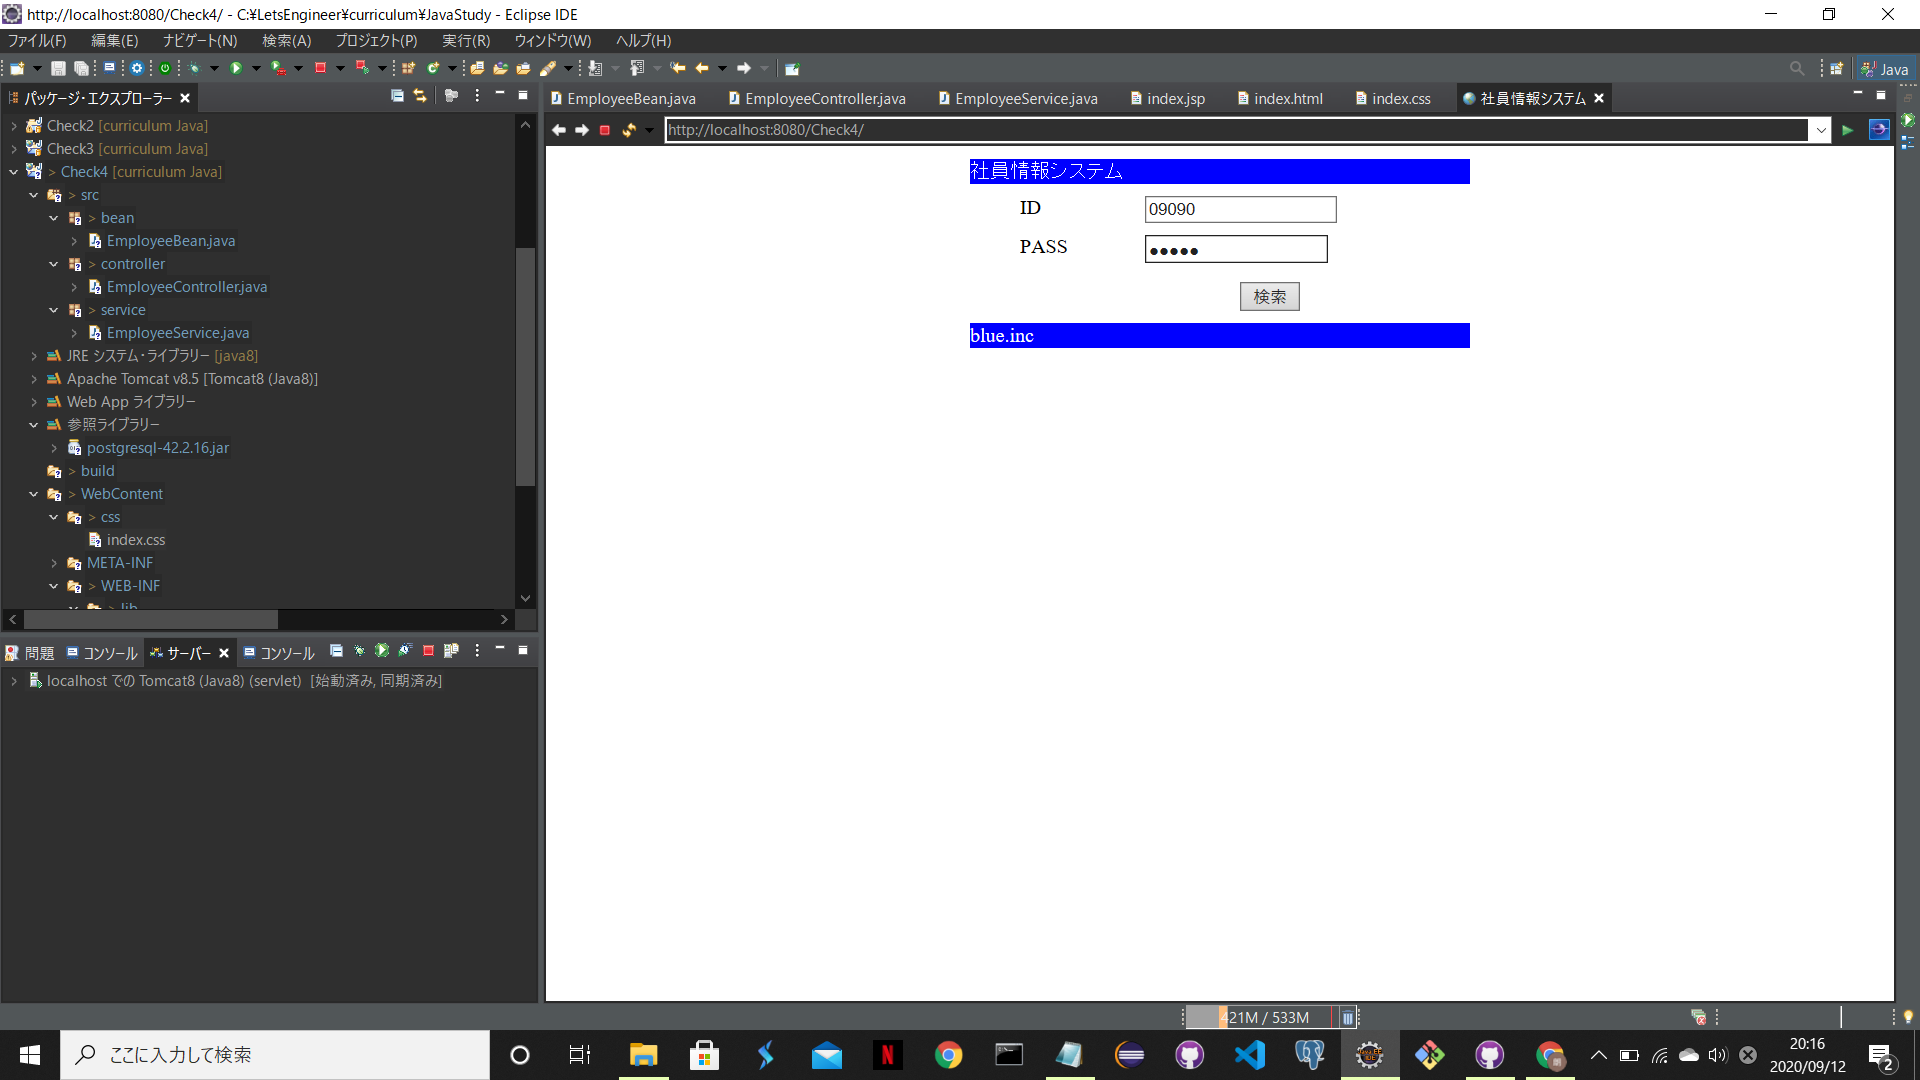 http://localhost:8080/Check4/ - C:¥LetsEngineer¥curriculum¥JavaStudy - Eclipse IDE
ファイル(F) 編集(E) ナビゲート(N) 検索(A) プロジェクト(P) 実行(R) ウィンドウ(W) ヘルプ(H)
Java
パッケージ・エクスプローラー
EmployeeBean.java EmployeeController.java EmployeeService.java index.jsp index.html index.css 社員情報システム
http://localhost:8080/Check4/
Check2 [curriculum Java]
Check3 [curriculum Java]
> Check4 [curriculum Java]
> src
> bean
EmployeeBean.java
> controller
EmployeeController.java
> service
EmployeeService.java
JRE システム・ライブラリー [java8]
Apache Tomcat v8.5 [Tomcat8 (Java8)]
Web App ライブラリー
参照ライブラリー
postgresql-42.2.16.jar
> build
> WebContent
> css
index.css
META-INF
> WEB-INF
> lib
社員情報システム
ID 09090
PASS ●●●●●
検索
blue.inc
問題 コンソール サーバー コンソール
localhost での Tomcat8 (Java8) (servlet) [始動済み, 同期済み]
421M / 533M
ここに入力して検索
20:16
2020/09/12
2